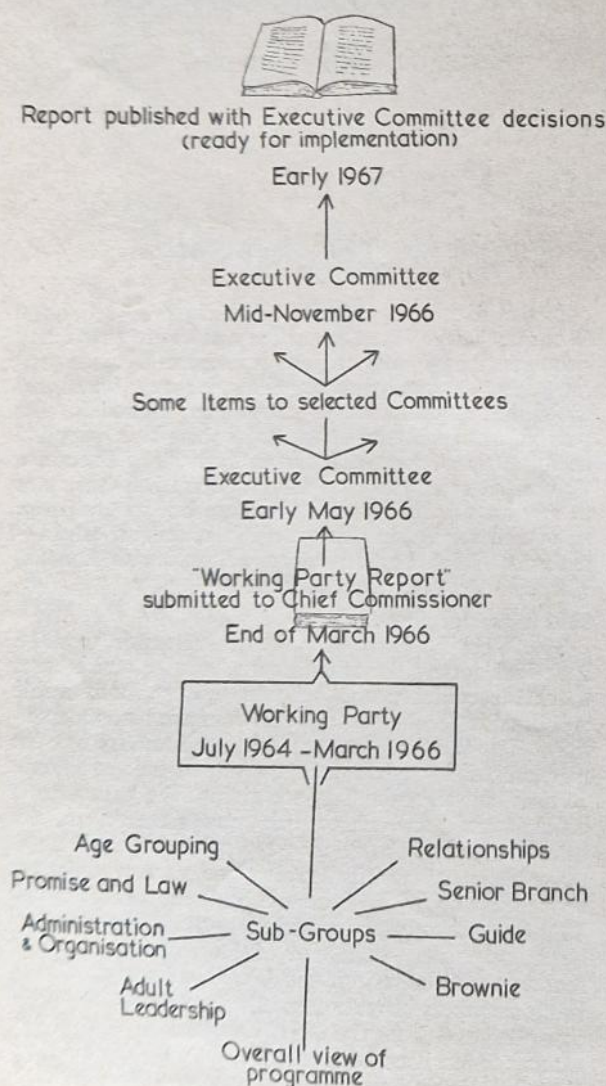 Report published with Executive Committee decisions
(ready for implementation)
Early 1967
Executive Committee
Mid-November 1966
Some Items to selected Committees
Executive Committee
Early May 1966
"Working Party Report"
submitted to Chief Commissioner
End of March 1966
Working Party
July 1964 - March 1966
Age Grouping
Promise and Law
Administration
& Organisation
Adult
Leadership
Sub-Groups
Relationships
Senior Branch
Guide
Brownie
Overall view of
programme